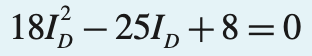 18I_D^2 – 25I_D + 8 = 0